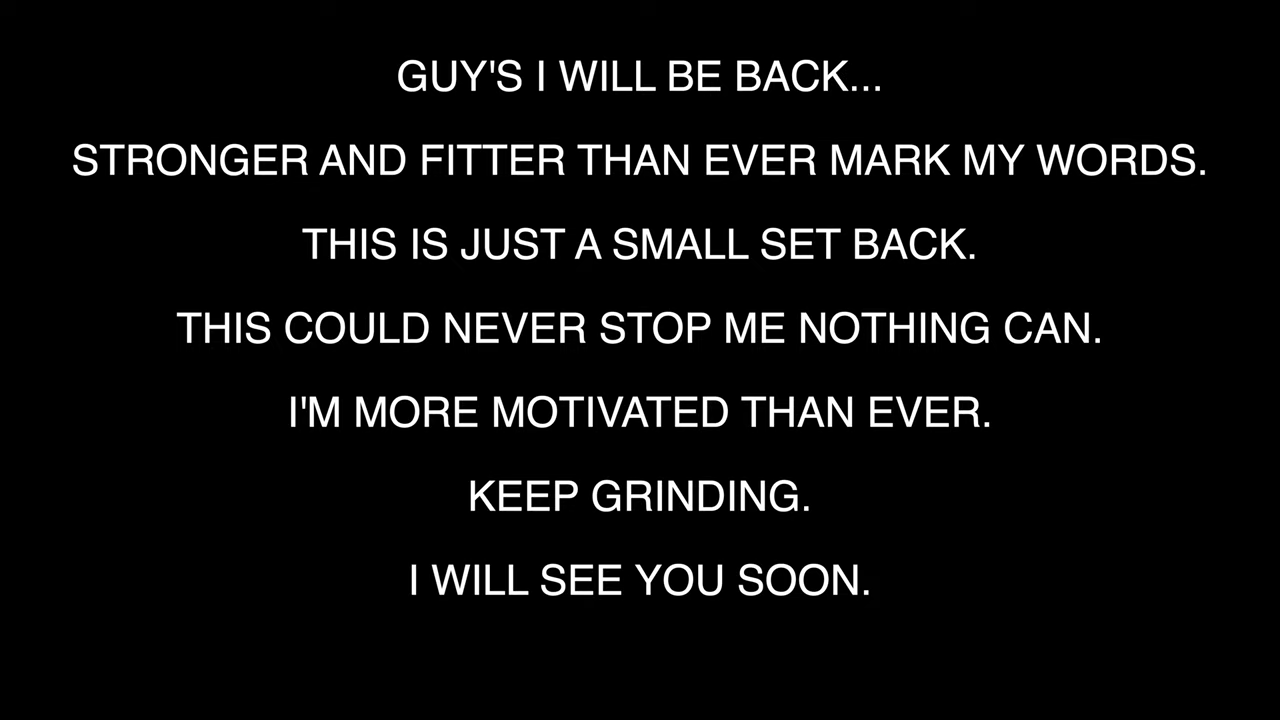 GUY'S I WILL BE BACK...
STRONGER AND FITTER THAN EVER MARK MY WORDS.
THIS IS JUST A SMALL SET BACK.
THIS COULD NEVER STOP ME NOTHING CAN.
I'M MORE MOTIVATED THAN EVER.
KEEP GRINDING.
I WILL SEE YOU SOON.